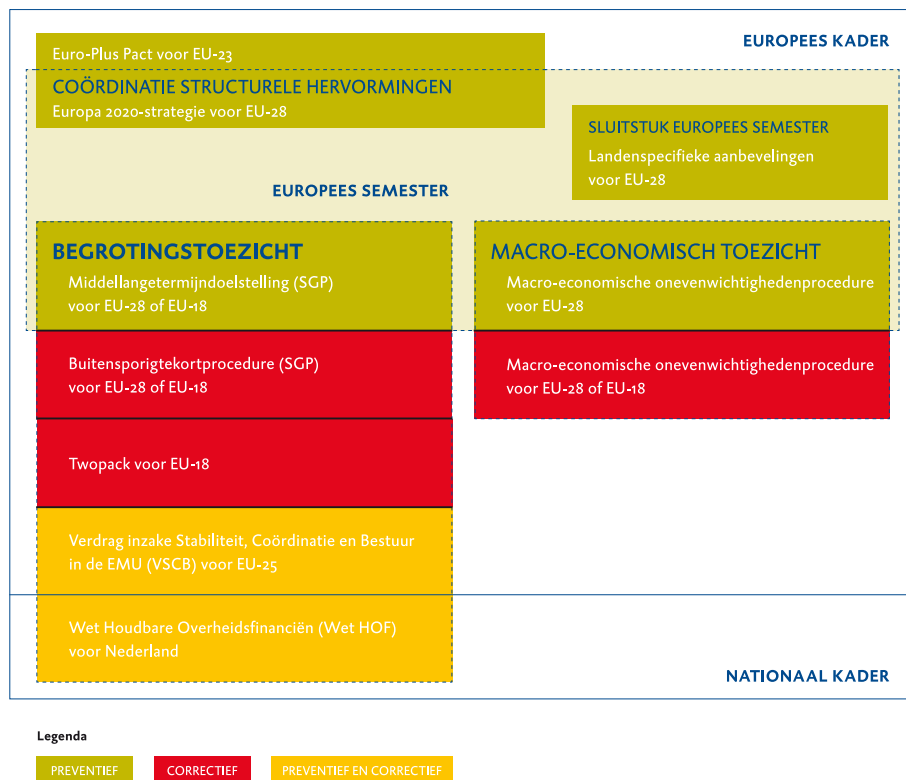 EUROPEES KADER
Euro-Plus Pact voor EU-23
COÖRDINATIE STRUCTURELE HERVORMINGEN
Europa 2020-strategie voor EU-28
SLUITSTUK EUROPEES SEMESTER
Landenspecifieke aanbevelingen
voor EU-28
EUROPEES SEMESTER
BEGROTINGSTOEZICHT
Middellangetermijndoelstelling (SGP)
voor EU-28 of EU-18
MACRO-ECONOMISCH TOEZICHT
Macro-economische onevenwichtighedenprocedure
voor EU-28
Buitensporigtekortprocedure (SGP)
voor EU-28 of EU-18
Macro-economische onevenwichtighedenprocedure
voor EU-28 of EU-18
Twopack voor EU-18
Verdrag inzake Stabiliteit, Coördinatie en Bestuur
in de EMU (VSCB) voor EU-25
Wet Houdbare Overheidsfinanciën (Wet HOF)
voor Nederland
NATIONAAL KADER
Legenda
PREVENTIEF
CORRECTIEF
PREVENTIEF EN CORRECTIEF